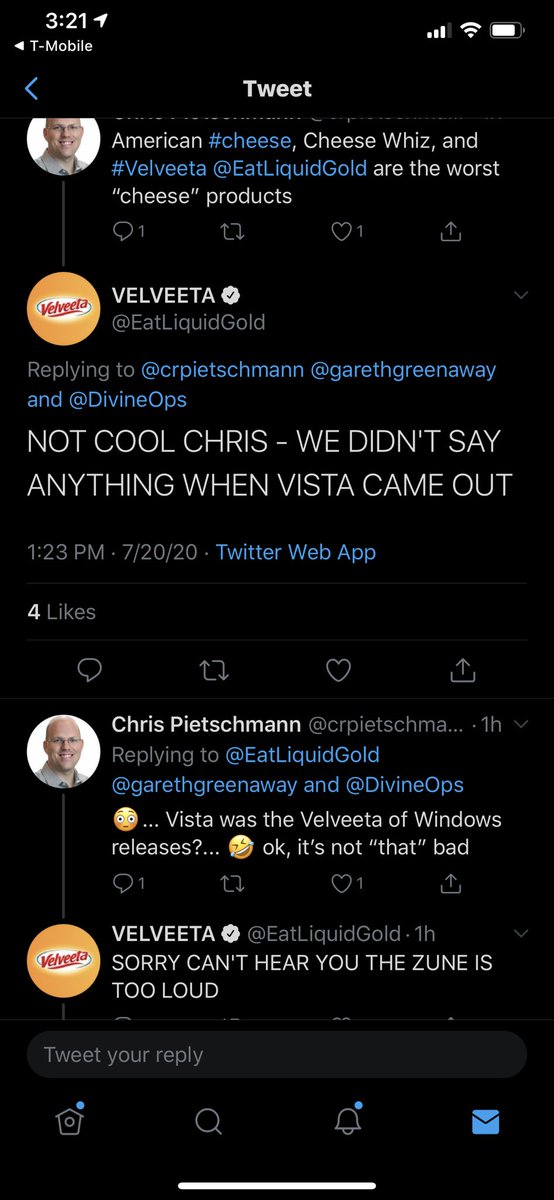 3:21
◀ T-Mobile
Tweet
American #cheese, Cheese Whiz, and
#Velveeta @EatLiquidGold are the worst
“cheese” products
1
1
Velveeta
VELVEETA
@EatLiquidGold
Replying to @crpietschmann @garethgreenaway
and @DivineOps
NOT COOL CHRIS - WE DIDN'T SAY
ANYTHING WHEN VISTA CAME OUT
1:23 PM · 7/20/20 · Twitter Web App
4 Likes
Chris Pietschmann @crpietschma... · 1h
Replying to @EatLiquidGold
@garethgreenaway and @DivineOps
😳... Vista was the Velveeta of Windows
releases?... 🤣 ok, it’s not “that” bad
1
1
Velveeta
VELVEETA @EatLiquidGold · 1h
SORRY CAN'T HEAR YOU THE ZUNE IS
TOO LOUD
Tweet your reply